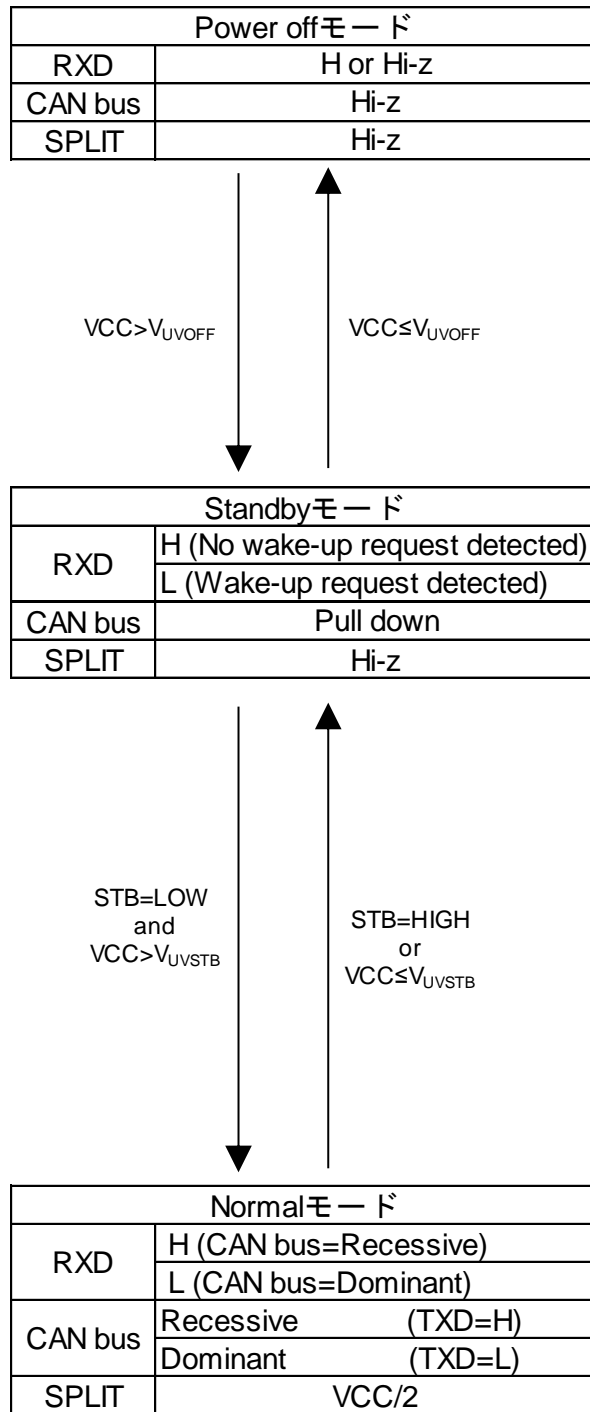 Power offモード
RXD H or Hi-z
CAN bus Hi-z
SPLIT Hi-z
VCC>VUVOFF VCC≤VUVOFF
Standbyモード
RXD H (No wake-up request detected)
L (Wake-up request detected)
CAN bus Pull down
SPLIT Hi-z
STB=LOW
and
VCC>VUVSTB
STB=HIGH
or
VCC≤VUVSTB
Normalモード
RXD H (CAN bus=Recessive)
L (CAN bus=Dominant)
CAN bus Recessive (TXD=H)
Dominant (TXD=L)
SPLIT VCC/2